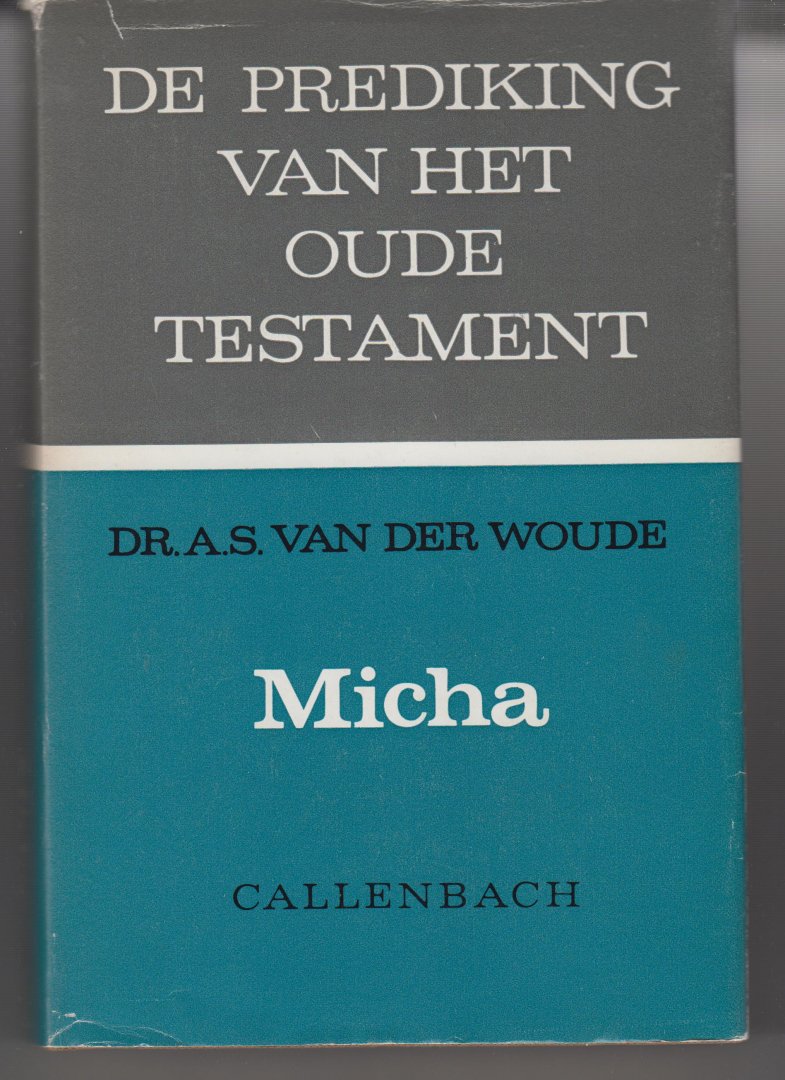 DE PREDIKING
VAN HET
OUDE
TESTAMENT
DR. A.S. VAN DER WOUDE
Micha
CALLENBACH